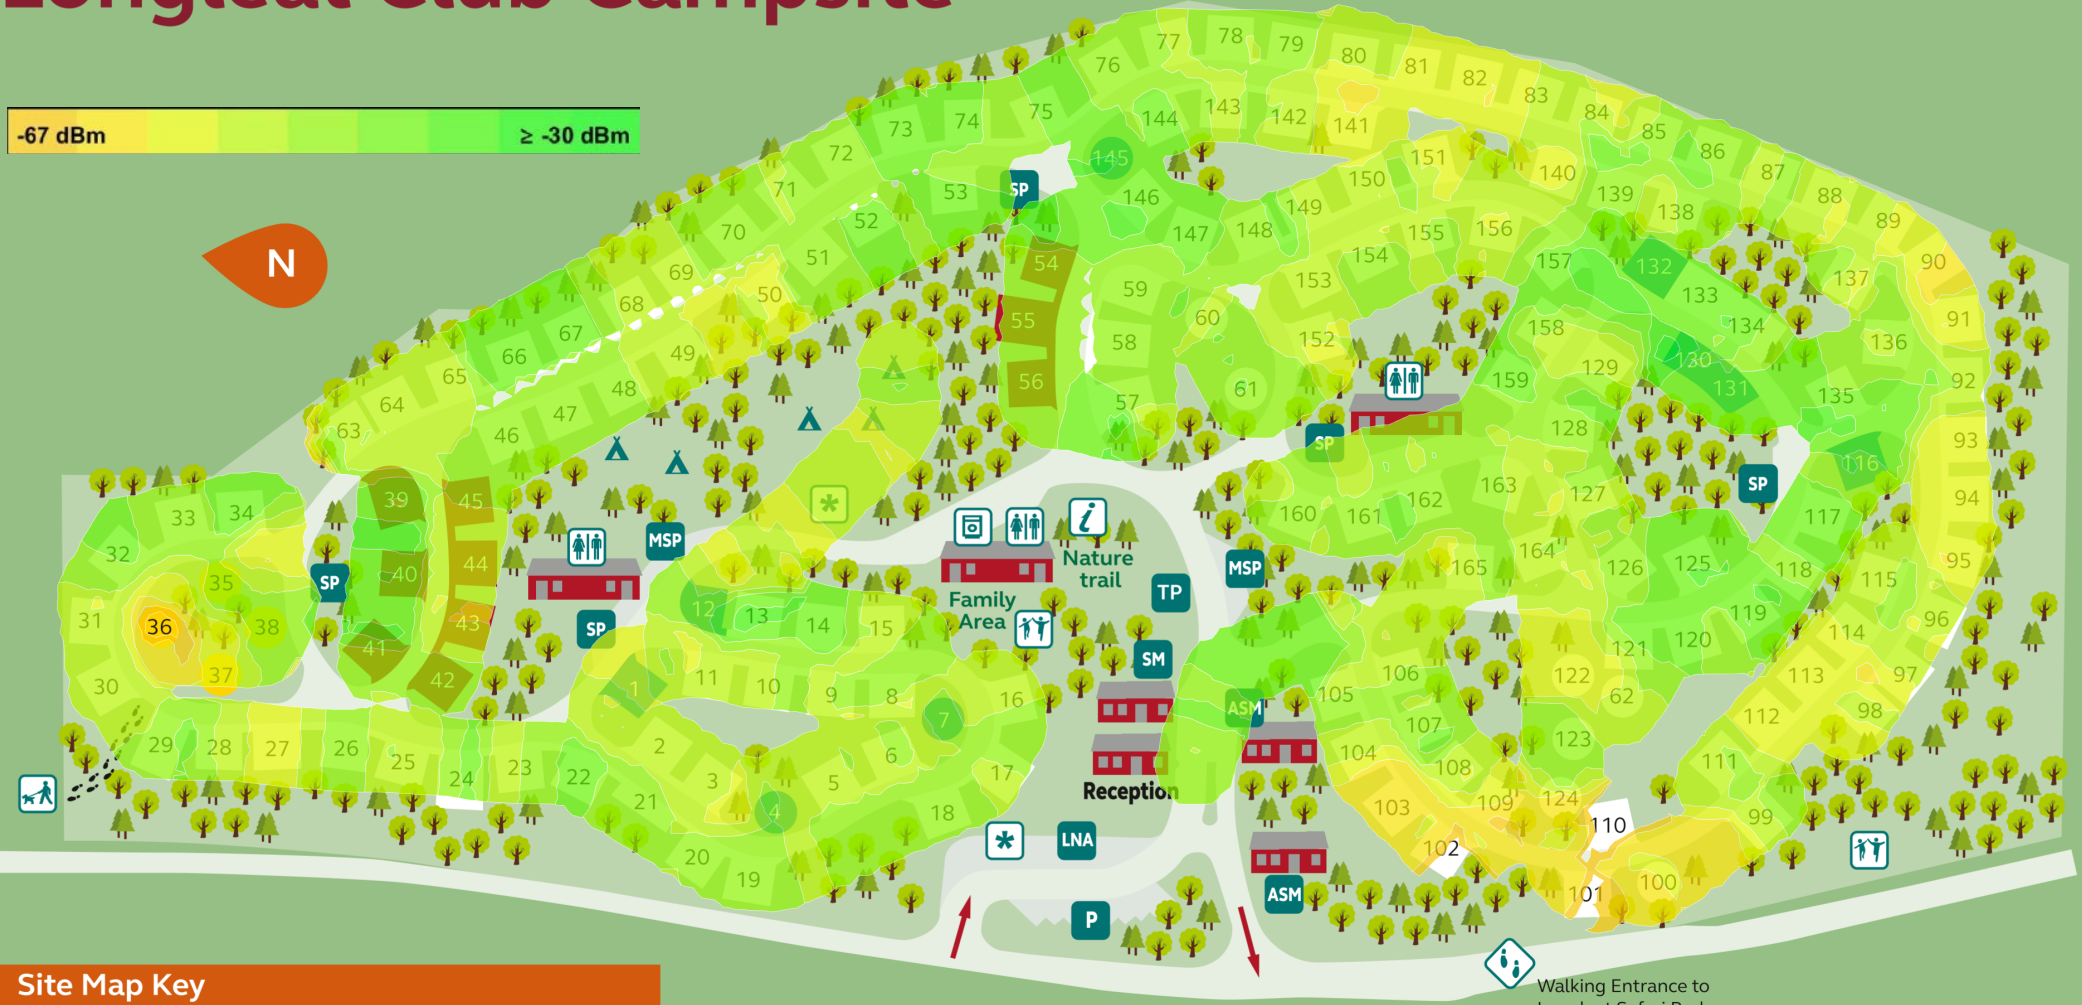 Longleat Club Campsite
-67 dBm ≥ -30 dBm
N
77 78 79 80 81 82 83 84 85 86 87 88 89 90 91 92 93 94 95 96 97 98 99
76 75 74 73 72 71 70 69 68 67 66 65 64 63
144 143 142 141 151 140 150 149 139 138 137 136 135
145 146 147 148 156 155 154 153 152 157 158 159
SP
53 52 51 50 49 48 47 46
54 55 56 59 58 57 60 61
132 133 134 130 131 129 128 127
SP
SP
116 117 118 115 119 114 113 112 111
160 161 162 163 164 165 126 125 120 121 122 62 123 124
39 40 41 45 44 43 42
33 34 32 35 36 38 37 31 30
SP
MSP
SP
MSP
Nature
trail
Family
Area
TP
SM
ASM
Reception
12 13 14 15 1 11 10 9 8 7 16
2 3 4 5 6 17 18 19 20 21
29 28 27 26 25 24 23 22
106 105 107 104 108 103 109 102 110 101 100
LNA
ASM
P
Site Map Key
Walking Entrance to